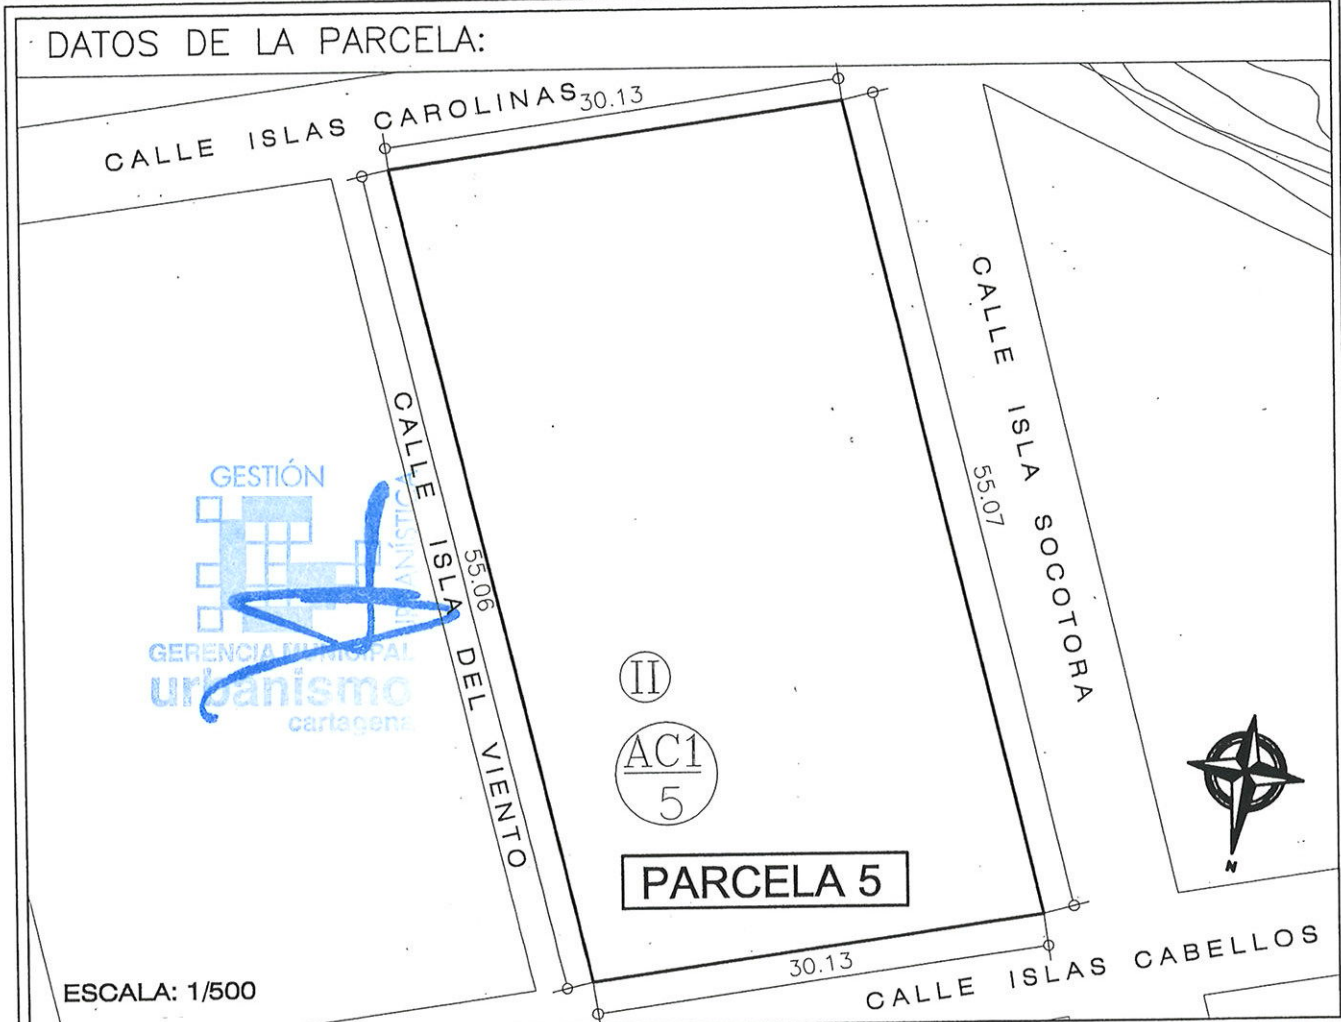 DATOS DE LA PARCELA:
CALLE ISLAS CAROLINAS
30.13
CALLE ISLA SOCOTORA
55.07
CALLE ISLA DEL VIENTO
55.06
GESTIÓN
GERENCIA MUNICIPAL
urbanismo
cartagena
II
AC1
5
PARCELA 5
N
30.13
CALLE ISLAS CABELLOS
ESCALA: 1/500